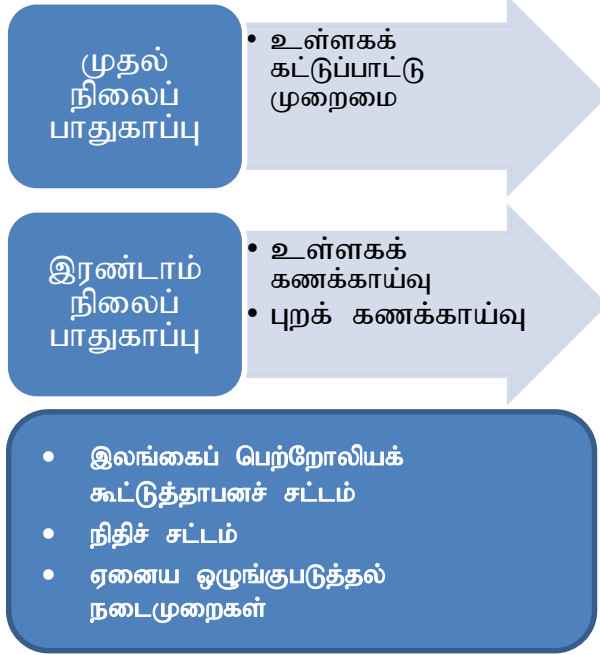 முதல்
நிலைப்
பாதுகாப்பு
• உள்ளகக்
கட்டுப்பாட்டு
முறைமை
இரண்டாம்
நிலைப்
பாதுகாப்பு
• உள்ளகக்
கணக்காய்வு
• புறக் கணக்காய்வு
• இலங்கைப் பெற்றோலியக்
கூட்டுத்தாபனச் சட்டம்
• நிதிச் சட்டம்
• ஏனைய ஒழுங்குபடுத்தல்
நடைமுறைகள்